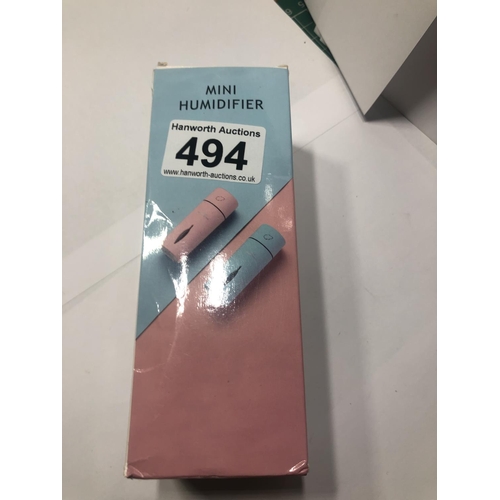 MINI
HUMIDIFIER
Hanworth Auctions
494
www.hanworth-auctions.co.uk